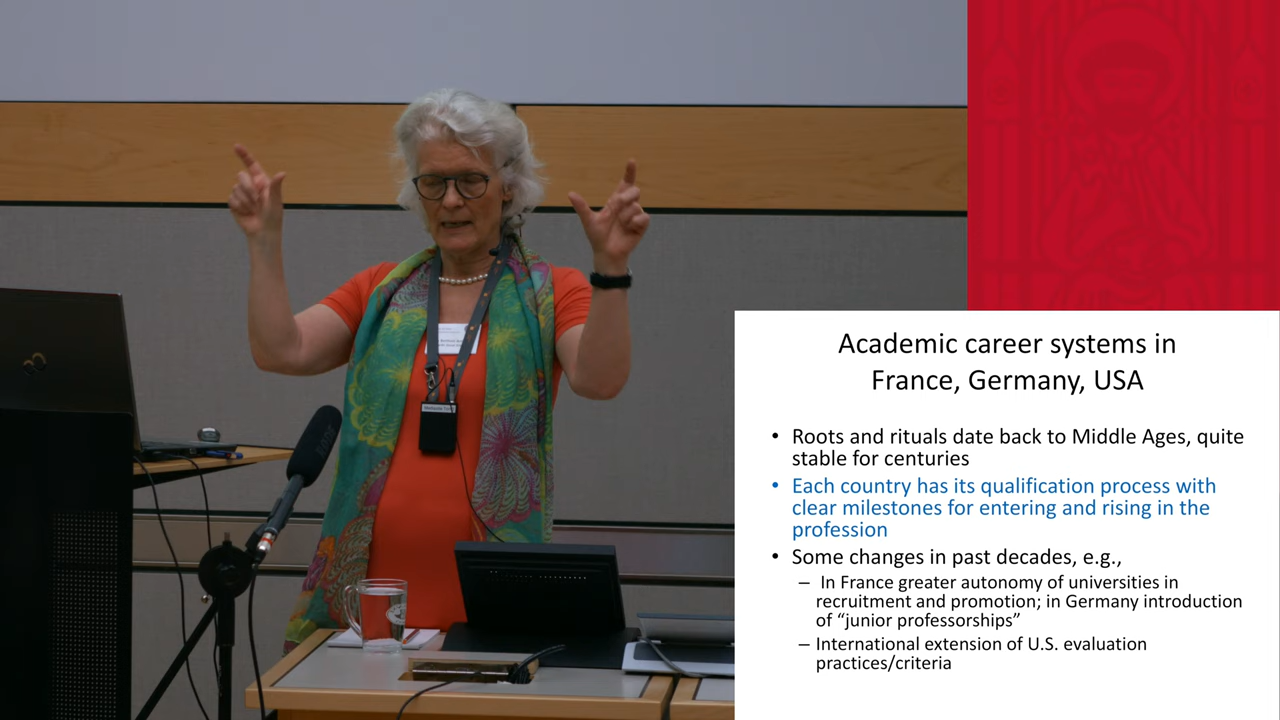 RODE
Academic career systems in
France, Germany, USA
• Roots and rituals date back to Middle Ages, quite
stable for centuries
• Each country has its qualification process with
clear milestones for entering and rising in the
profession
• Some changes in past decades, e.g.,
– In France greater autonomy of universities in
recruitment and promotion; in Germany introduction
of “junior professorships”
– International extension of U.S. evaluation
practices/criteria